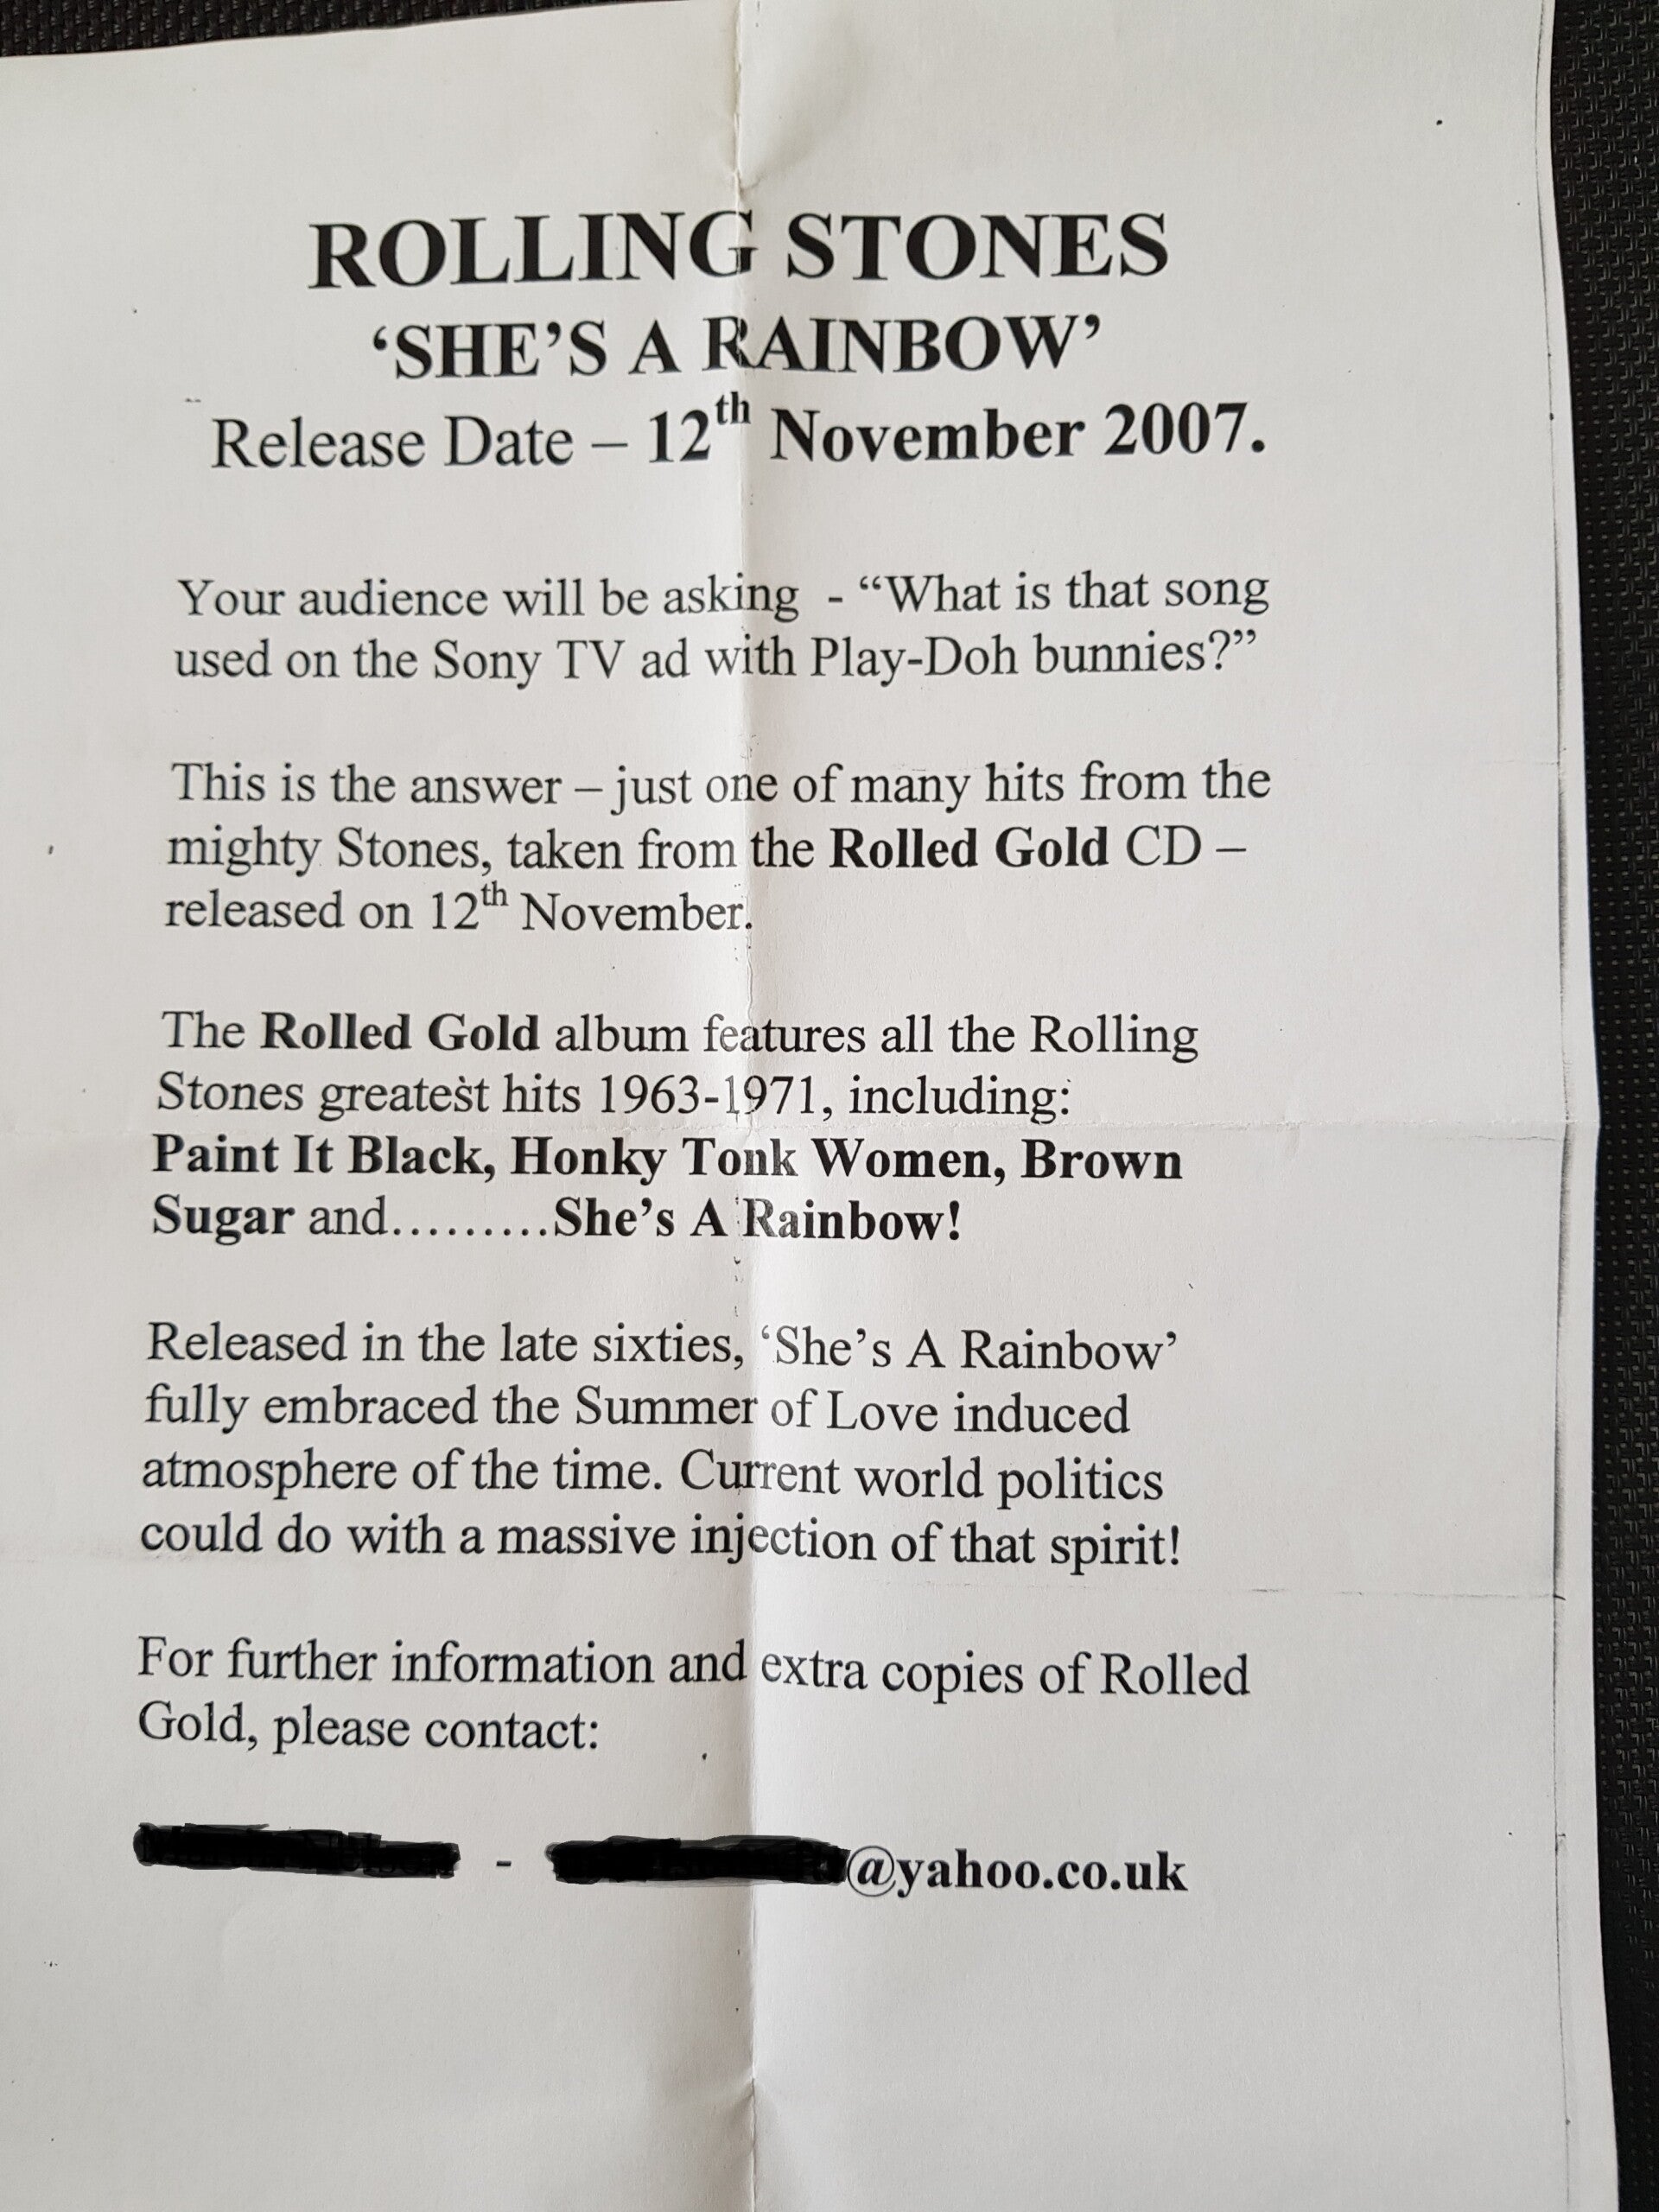 ROLLING STONES
‘SHE’S A RAINBOW’
Release Date – 12th November 2007.
Your audience will be asking - “What is that song
used on the Sony TV ad with Play-Doh bunnies?”
This is the answer – just one of many hits from the
mighty Stones, taken from the Rolled Gold CD –
released on 12th November.
The Rolled Gold album features all the Rolling
Stones greatest hits 1963-1971, including:
Paint It Black, Honky Tonk Women, Brown
Sugar and.........She’s A Rainbow!
Released in the late sixties, ‘She’s A Rainbow’
fully embraced the Summer of Love induced
atmosphere of the time. Current world politics
could do with a massive injection of that spirit!
For further information and extra copies of Rolled
Gold, please contact:
- @yahoo.co.uk